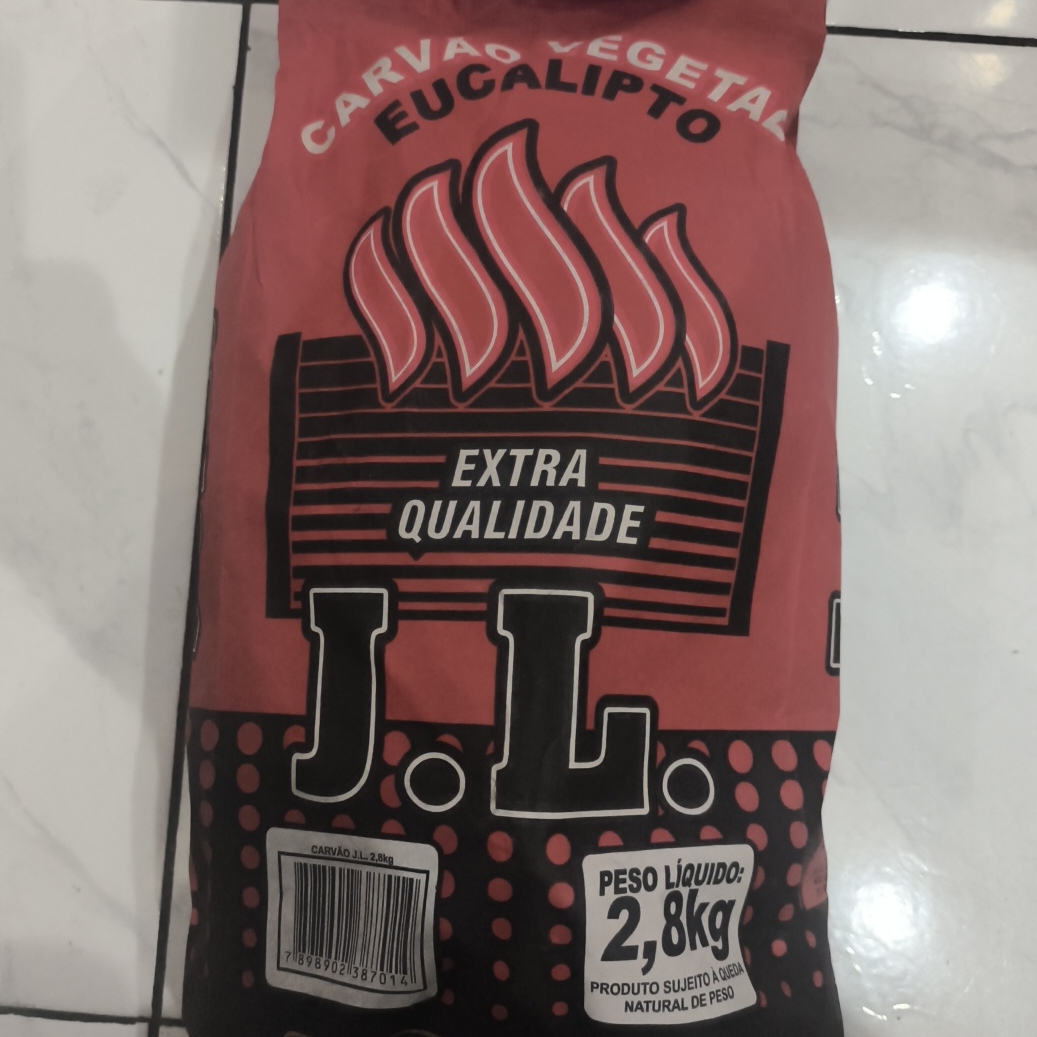 CARVÃO VEGETAL
EUCALIPTO
EXTRA
QUALIDADE
J.L.
CARVÃO J.L. 2,8kg
7 898902 387014
PESO LÍQUIDO:
2,8kg
PRODUTO SUJEITO À QUEDA
NATURAL DE PESO